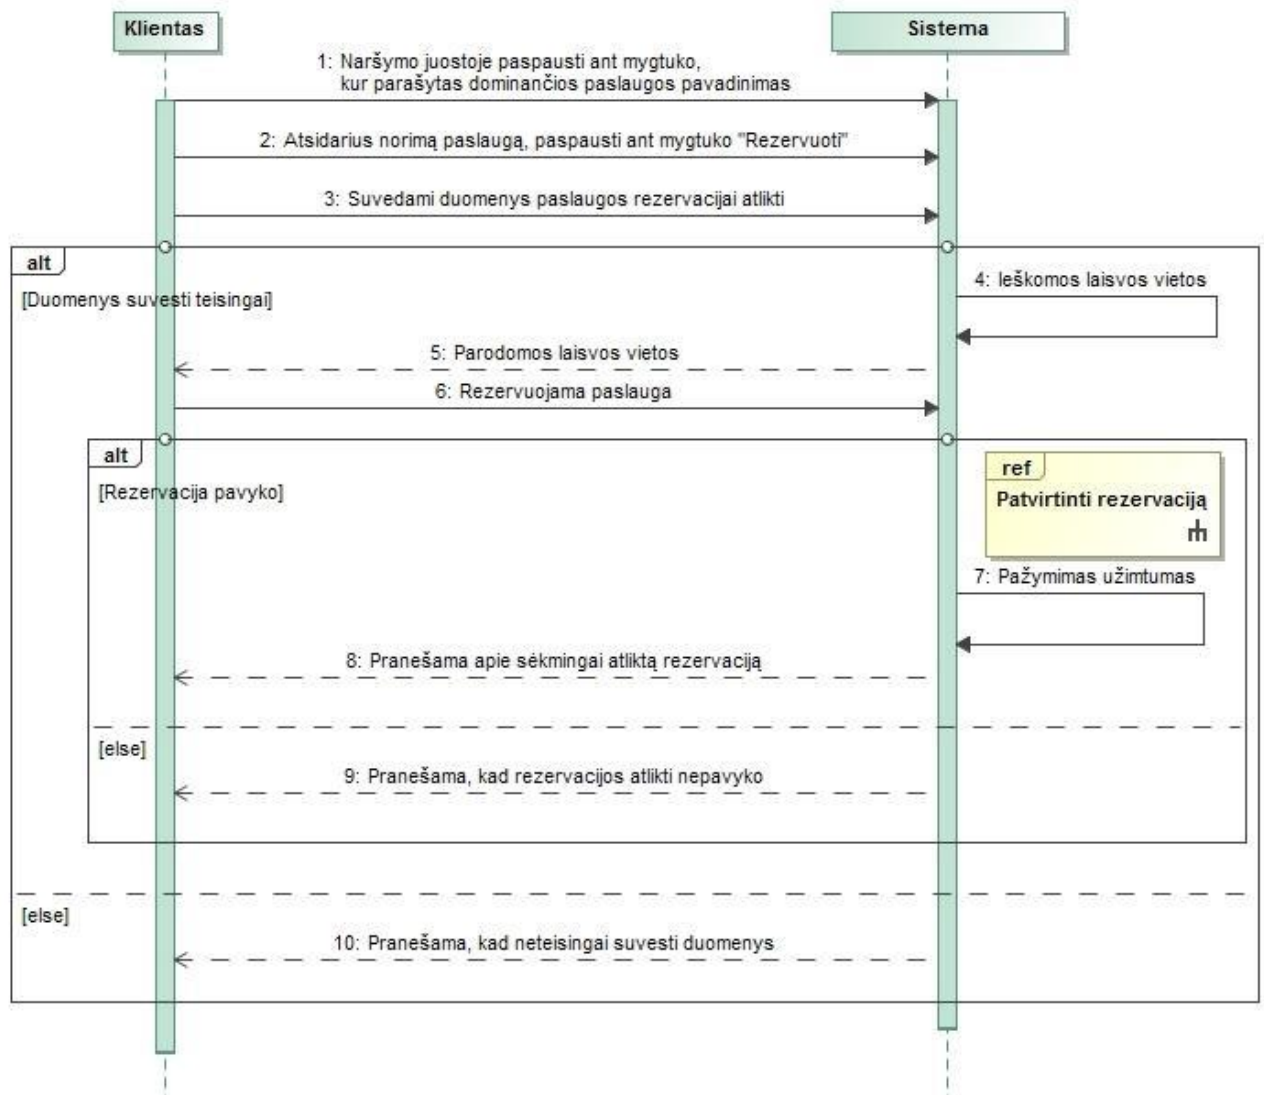 Klientas
Sistema
1: Naršymo juostoje paspausti ant mygtuko,
kur parašytas dominančios paslaugos pavadinimas
2: Atsidarius norimą paslaugą, paspausti ant mygtuko "Rezervuoti"
3: Suvedami duomenys paslaugos rezervacijai atlikti
alt
[Duomenys suvesti teisingai]
4: Ieškomos laisvos vietos
5: Parodomos laisvos vietos
6: Rezervuojama paslauga
alt
[Rezervacija pavyko]
ref
Patvirtinti rezervaciją
7: Pažymimas užimtumas
8: Pranešama apie sėkmingai atliktą rezervaciją
[else]
9: Pranešama, kad rezervacijos atlikti nepavyko
[else]
10: Pranešama, kad neteisingai suvesti duomenys